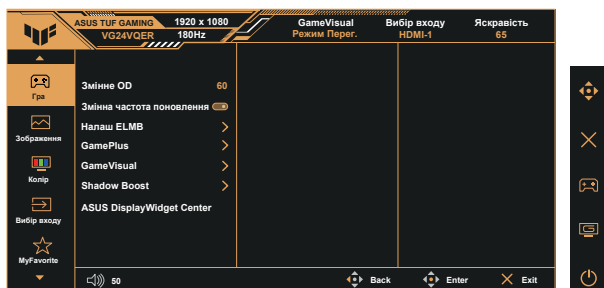 ASUS TUF GAMING
VG24VQER
1920 x 1080
180Hz
GameVisual
Режим Перег.
Вибір входу
HDMI-1
Яскравість
65
Гра
Зображення
Колір
Вибір входу
MyFavorite
Змінне OD 60
Змінна частота поновлення
Налаш ELMB
GamePlus
GameVisual
Shadow Boost
ASUS DisplayWidget Center
50
Back
Enter
Exit